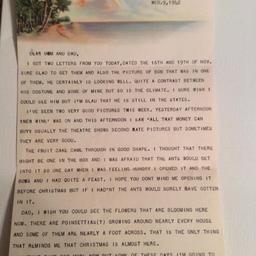 DEC.9,1942
DEAR MOM AND DAD,
I GOT TWO LETTERS FROM YOU TODAY,DATED THE 16TH AND 19TH OF NOV.
SURE GLAD TO GET THEM AND ALSO THE PICTURE OF BOB THAT WAS IN ONE
OF THEM, HE CERTAINLY IS LOOKING WELL. QUITE A CONTRAST BETWEEN
HIS COSTUME AND SOME OF MINE BUT SO IS THE CLIMATE. I SURE WISH I
COULD SEE HIM BUT I'M GLAD THAT HE IS STILL IN THE STATES.
I'VE SEEN TWO VERY GOOD PICTURES THIS WEEK. YESTERDAY AFTERNOON
WAS ON AND THIS AFTERNOON I SAW "ALL THAT MONEY CAN
BUY" USUALLY THE THEATRE SHOWS SECOND RATE PICTURES BUT SOMETIMES
THEY ARE VERY GOOD.
THE FRUIT CAKE CAME THROUGH IN GOOD SHAPE. I THOUGHT THAT THERE
MIGHT BE ONE IN THE BOX AND I WAS AFRAID THAT THE ANTS WOULD GET
INTO IT SO ONE DAY WHEN I WAS FEELING HUNGRY I OPENED IT AND THE
AND I HAD QUITE A FEAST. I HOPE YOU DONT MIND ME OPENING IT
BEFORE CHRISTMAS BUT IF I HADN'T THE ANTS WOULD SURELY HAVE GOTTEN
IN IT.
DAD, I WISH YOU COULD SEE THE FLOWERS THAT ARE BLOOMING HERE
NOW. THERE ARE POINSETTIAS(?) GROWING AROUND NEARLY EVERY HOUSE
AND SOME OF THEM ARE NEARLY A FOOT ACROSS. THAT IS THE ONLY THING
THAT REMINDS ME THAT CHRISTMAS IS ALMOST HERE.